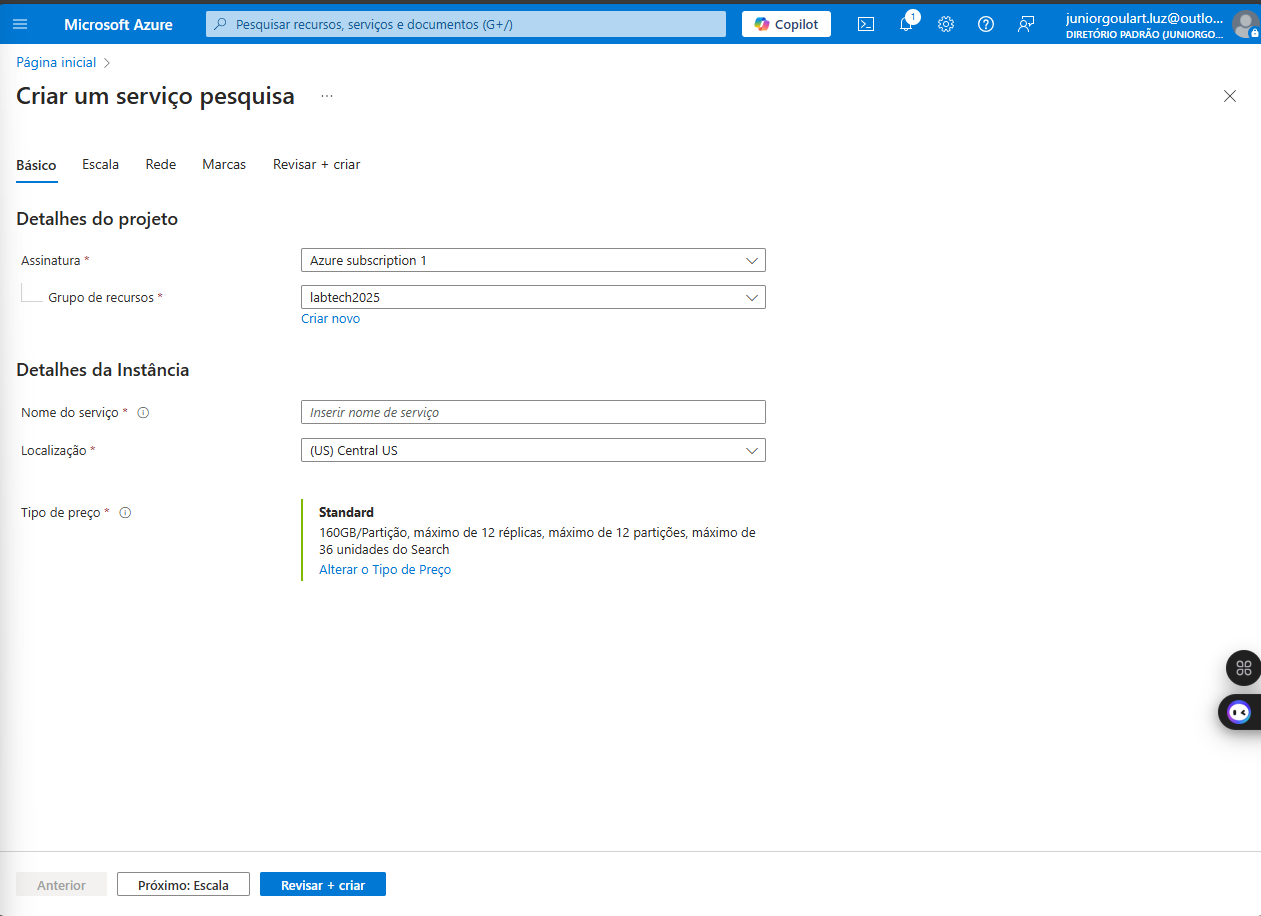 Microsoft Azure
Pesquisar recursos, serviços e documentos (G+/)
Copilot
1
juniorgoulart.luz@outlo...
DIRETÓRIO PADRÃO (JUNIORGO...
Página inicial
Criar um serviço pesquisa ...
Básico
Escala
Rede
Marcas
Revisar + criar
Detalhes do projeto
Assinatura *
Azure subscription 1
Grupo de recursos *
labtech2025
Criar novo
Detalhes da Instância
Nome do serviço *
Inserir nome de serviço
Localização *
(US) Central US
Tipo de preço *
Standard
160GB/Partição, máximo de 12 réplicas, máximo de 12 partições, máximo de
36 unidades do Search
Alterar o Tipo de Preço
Anterior
Próximo: Escala
Revisar + criar